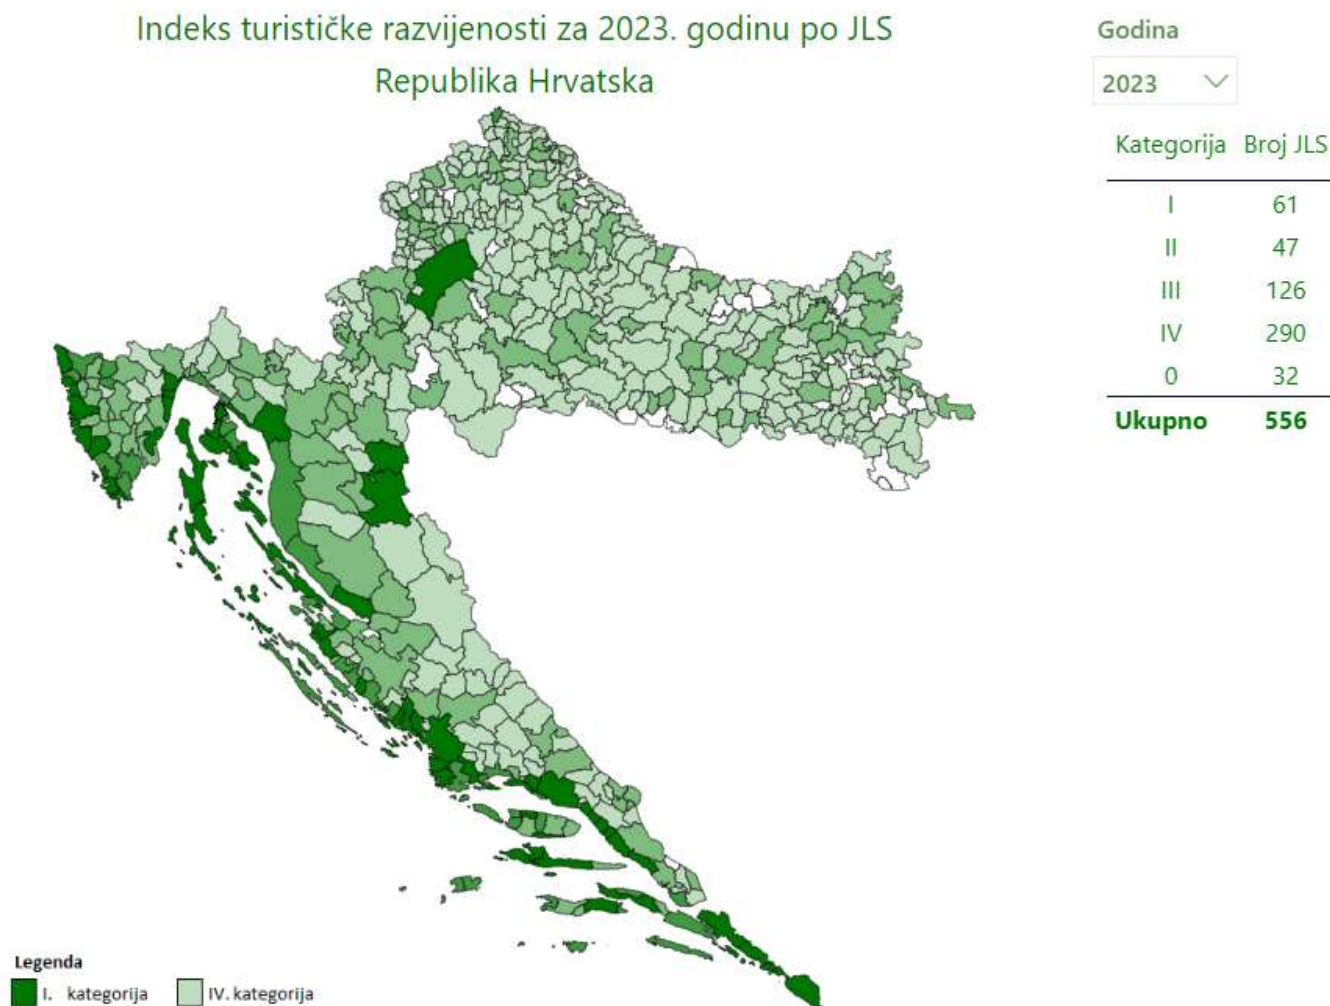 Indeks turističke razvijenosti za 2023. godinu po JLS
Republika Hrvatska
Godina
2023
Kategorija Broj JLS
I 61
II 47
III 126
IV 290
0 32
Ukupno 556
Legenda
I. kategorija IV. kategorija